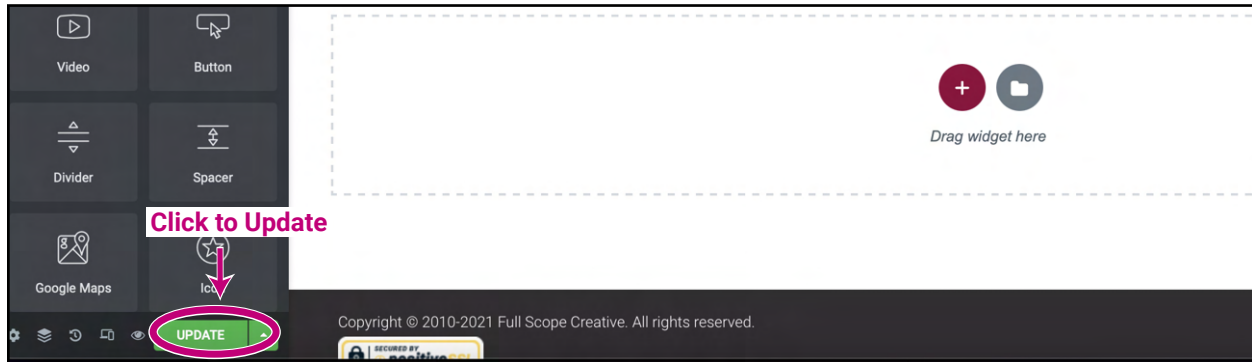 Video
Button
Drag widget here
Divider
Spacer
Click to Update
Google Maps
UPDATE
Copyright © 2010-2021 Full Scope Creative. All rights reserved.
SECURED BY